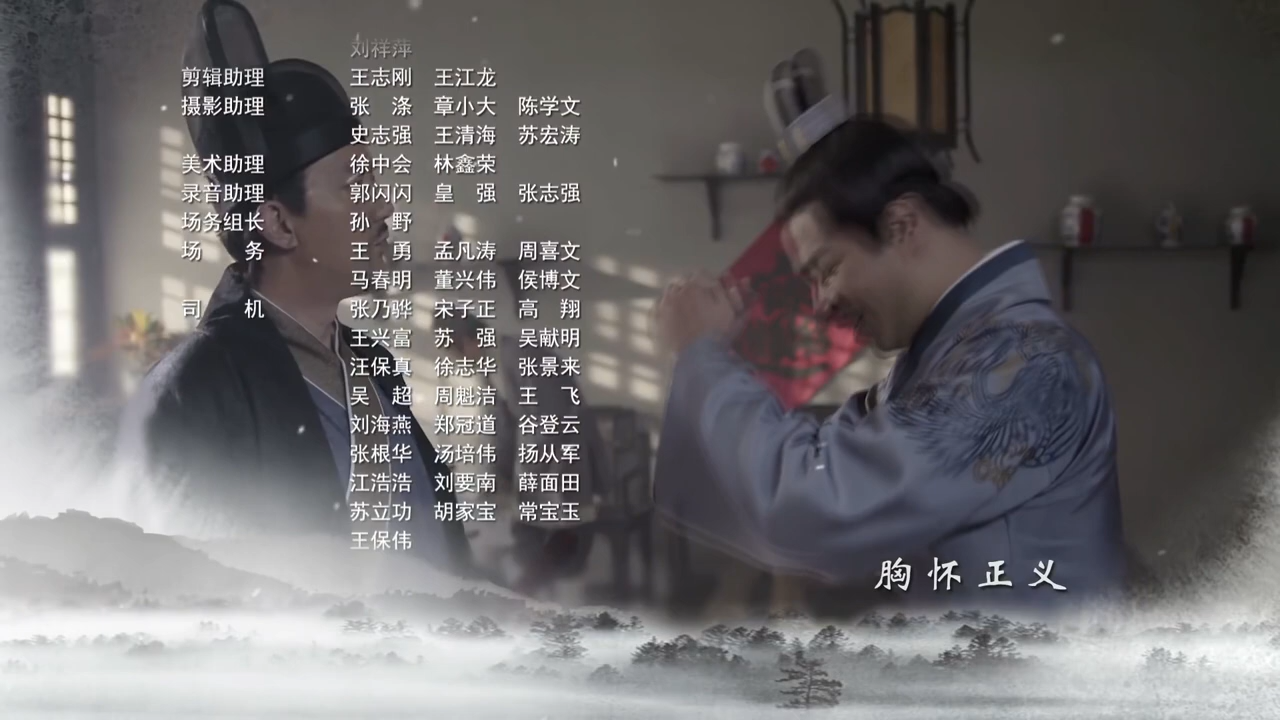 刘祥萍
剪辑助理 王志刚 王江龙
摄影助理 张 涤 章小大 陈学文
史志强 王清海 苏宏涛
美术助理 徐中会 林鑫荣
录音助理 郭闪闪 皇 强 张志强
场务组长 孙 野
场 务 王 勇 孟凡涛 周喜文
马春明 董兴伟 侯博文
司 机 张乃骅 宋子正 高 翔
王兴富 苏 强 吴献明
汪保真 徐志华 张景来
吴 超 周魁洁 王 飞
刘海燕 郑冠道 谷登云
张根华 汤培伟 扬从军
江浩浩 刘要南 薛面田
苏立功 胡家宝 常宝玉
王保伟
胸怀正义